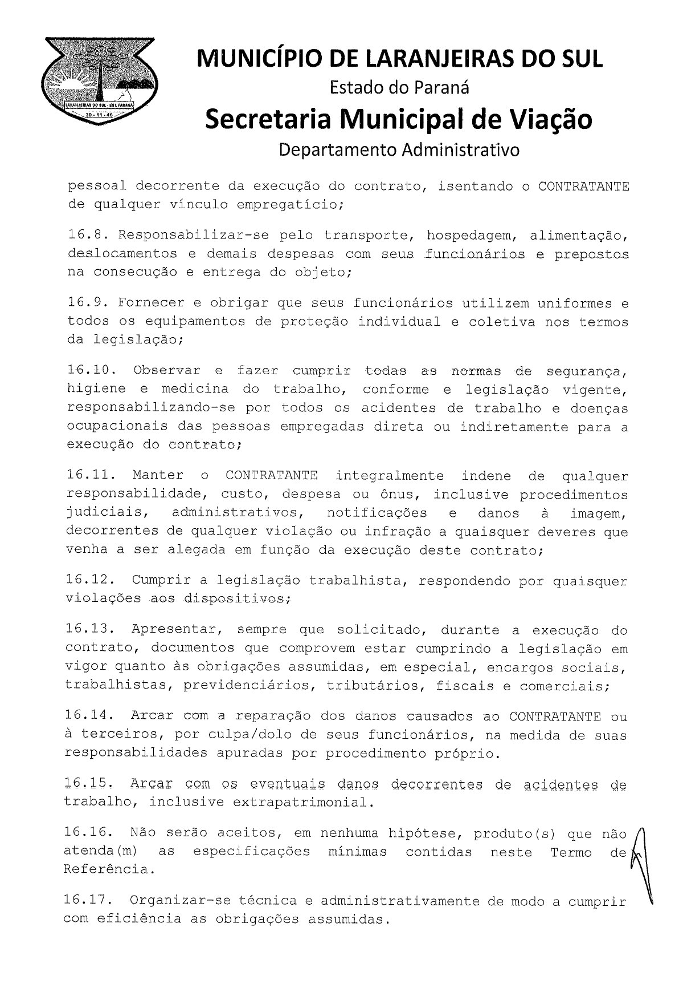 LARANJEIRAS DO SUL - EST. PARANÁ
30 - 11 - 46
MUNICÍPIO DE LARANJEIRAS DO SUL
Estado do Paraná
Secretaria Municipal de Viação
Departamento Administrativo
pessoal decorrente da execução do contrato, isentando o CONTRATANTE
de qualquer vínculo empregatício;
16.8. Responsabilizar-se pelo transporte, hospedagem, alimentação,
deslocamentos e demais despesas com seus funcionários e prepostos
na consecução e entrega do objeto;
16.9. Fornecer e obrigar que seus funcionários utilizem uniformes e
todos os equipamentos de proteção individual e coletiva nos termos
da legislação;
16.10. Observar e fazer cumprir todas as normas de segurança,
higiene e medicina do trabalho, conforme e legislação vigente,
responsabilizando-se por todos os acidentes de trabalho e doenças
ocupacionais das pessoas empregadas direta ou indiretamente para a
execução do contrato;
16.11. Manter o CONTRATANTE integralmente indene de qualquer
responsabilidade, custo, despesa ou ônus, inclusive procedimentos
judiciais, administrativos, notificações e danos à imagem,
decorrentes de qualquer violação ou infração a quaisquer deveres que
venha a ser alegada em função da execução deste contrato;
16.12. Cumprir a legislação trabalhista, respondendo por quaisquer
violações aos dispositivos;
16.13. Apresentar, sempre que solicitado, durante a execução do
contrato, documentos que comprovem estar cumprindo a legislação em
vigor quanto às obrigações assumidas, em especial, encargos sociais,
trabalhistas, previdenciários, tributários, fiscais e comerciais;
16.14. Arcar com a reparação dos danos causados ao CONTRATANTE ou
à terceiros, por culpa/dolo de seus funcionários, na medida de suas
responsabilidades apuradas por procedimento próprio.
16.15. Arcar com os eventuais danos decorrentes de acidentes de
trabalho, inclusive extrapatrimonial.
16.16. Não serão aceitos, em nenhuma hipótese, produto(s) que não
atenda(m) as especificações mínimas contidas neste Termo de
Referência.
16.17. Organizar-se técnica e administrativamente de modo a cumprir
com eficiência as obrigações assumidas.